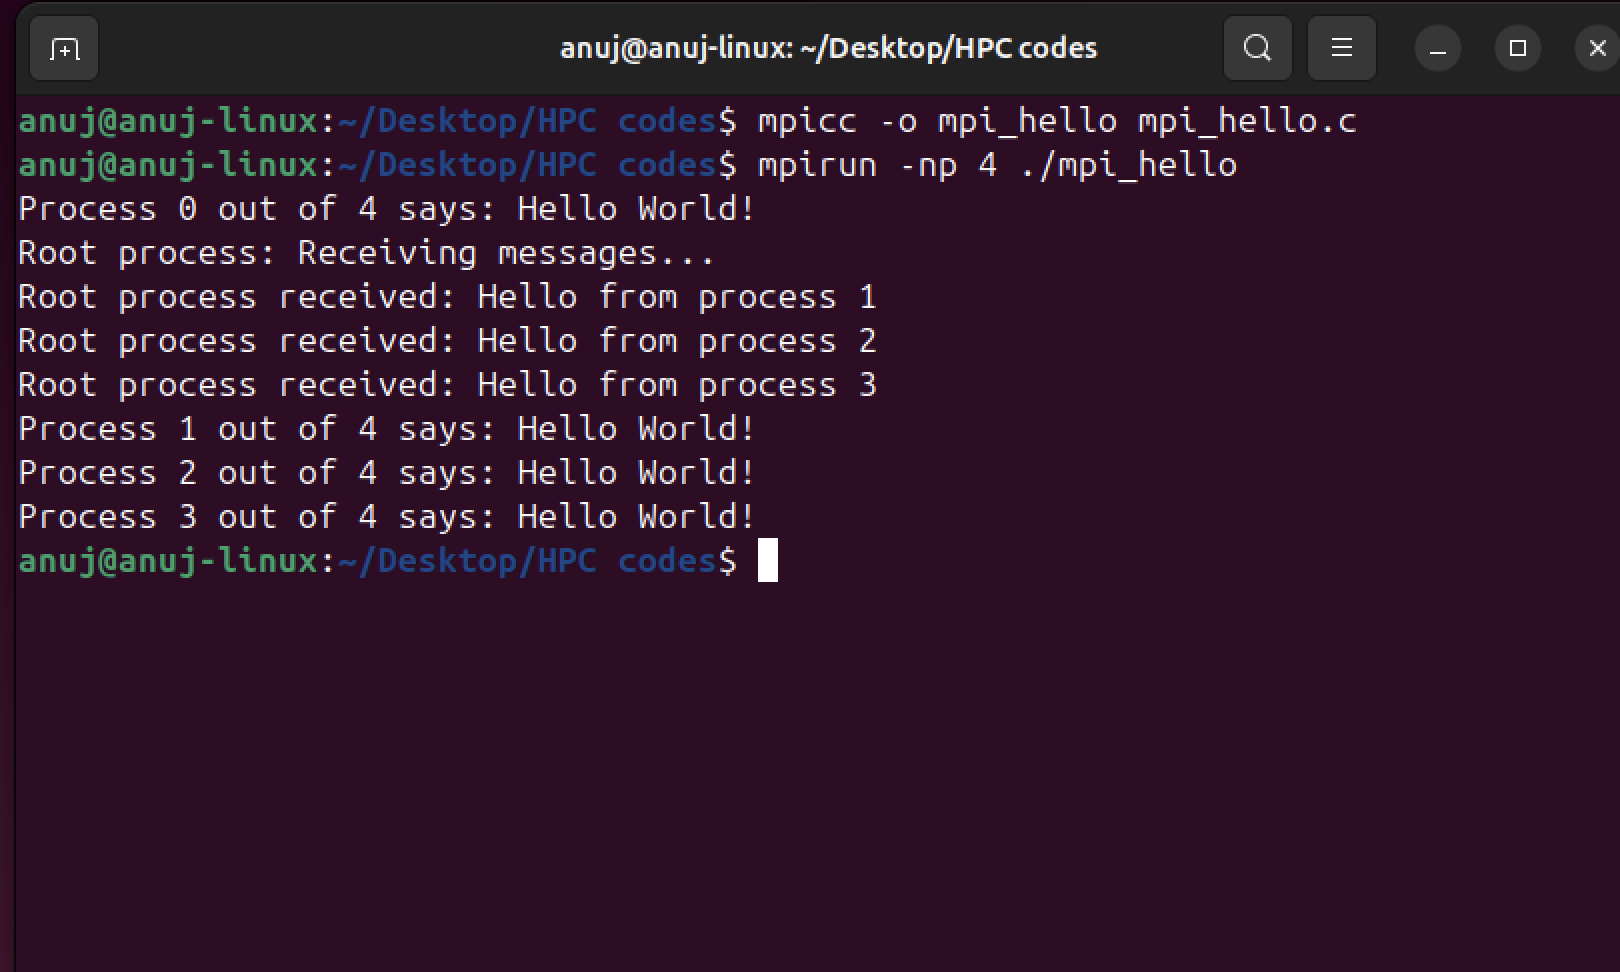 anuj@anuj-linux: ~/Desktop/HPC codes
anuj@anuj-linux:~/Desktop/HPC codes$ mpicc -o mpi_hello mpi_hello.c
anuj@anuj-linux:~/Desktop/HPC codes$ mpirun -np 4 ./mpi_hello
Process 0 out of 4 says: Hello World!
Root process: Receiving messages...
Root process received: Hello from process 1
Root process received: Hello from process 2
Root process received: Hello from process 3
Process 1 out of 4 says: Hello World!
Process 2 out of 4 says: Hello World!
Process 3 out of 4 says: Hello World!
anuj@anuj-linux:~/Desktop/HPC codes$